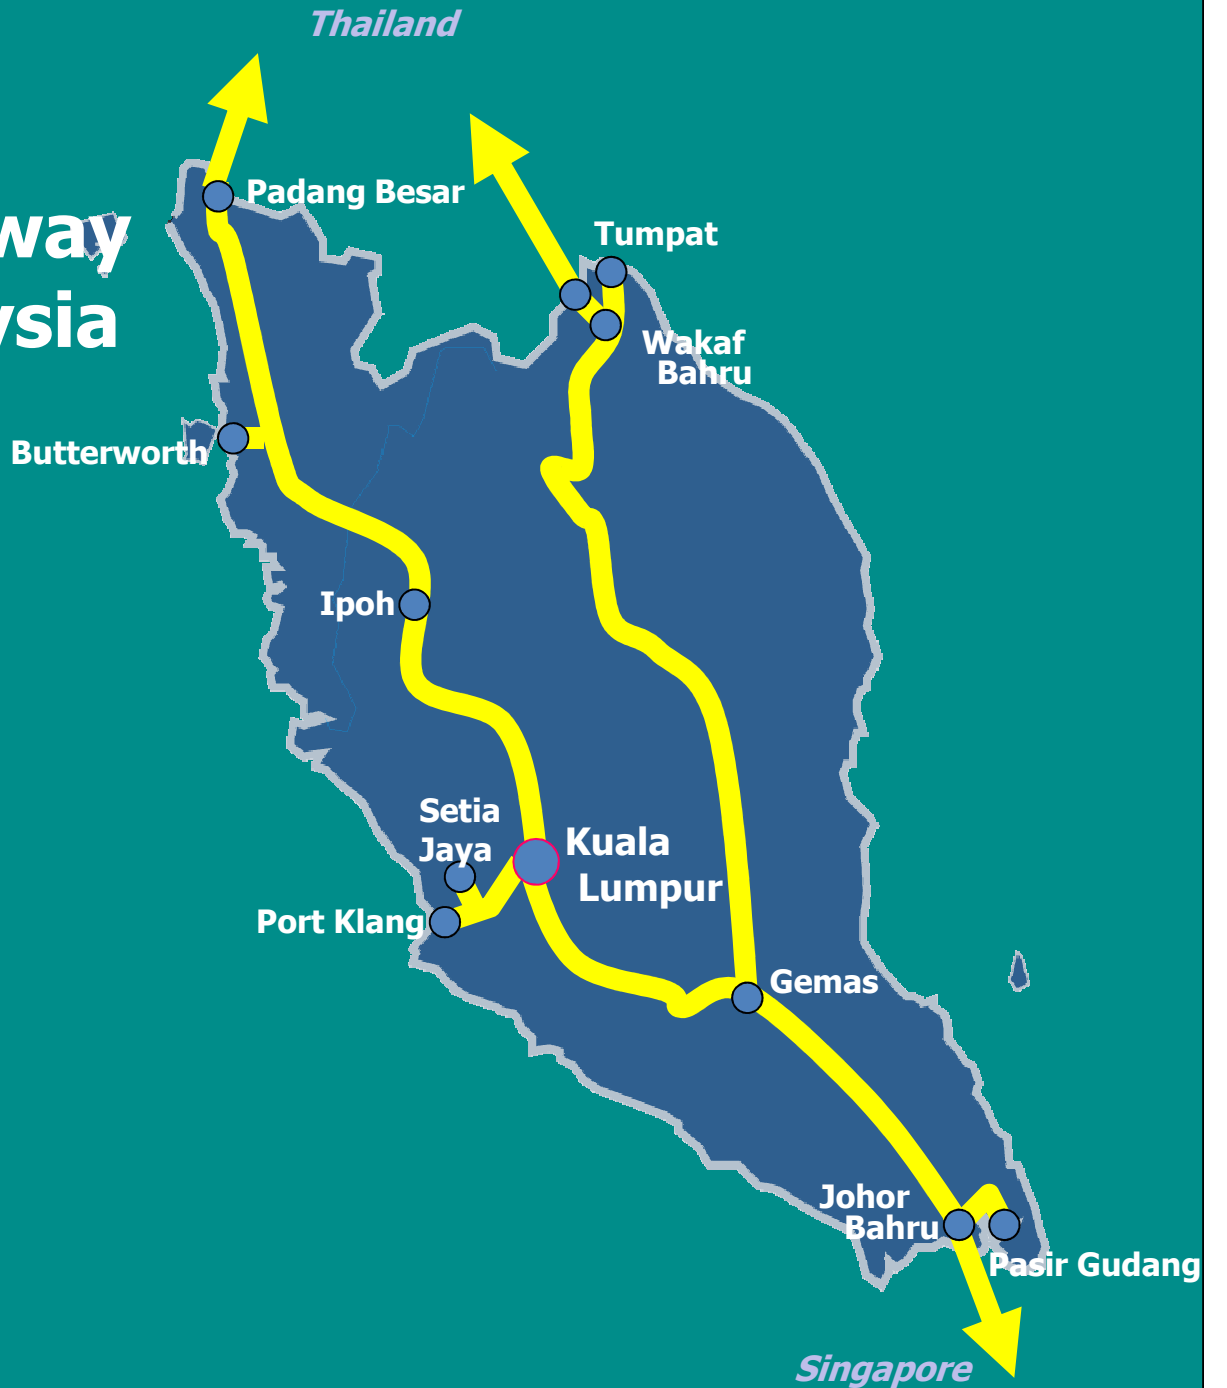 Thailand
Padang Besar
way
ysia
Tumpat
Wakaf
Bahru
Butterworth
Ipoh
Setia
Jaya
Kuala
Lumpur
Port Klang
Gemas
Johor
Bahru
Pasir Gudang
Singapore